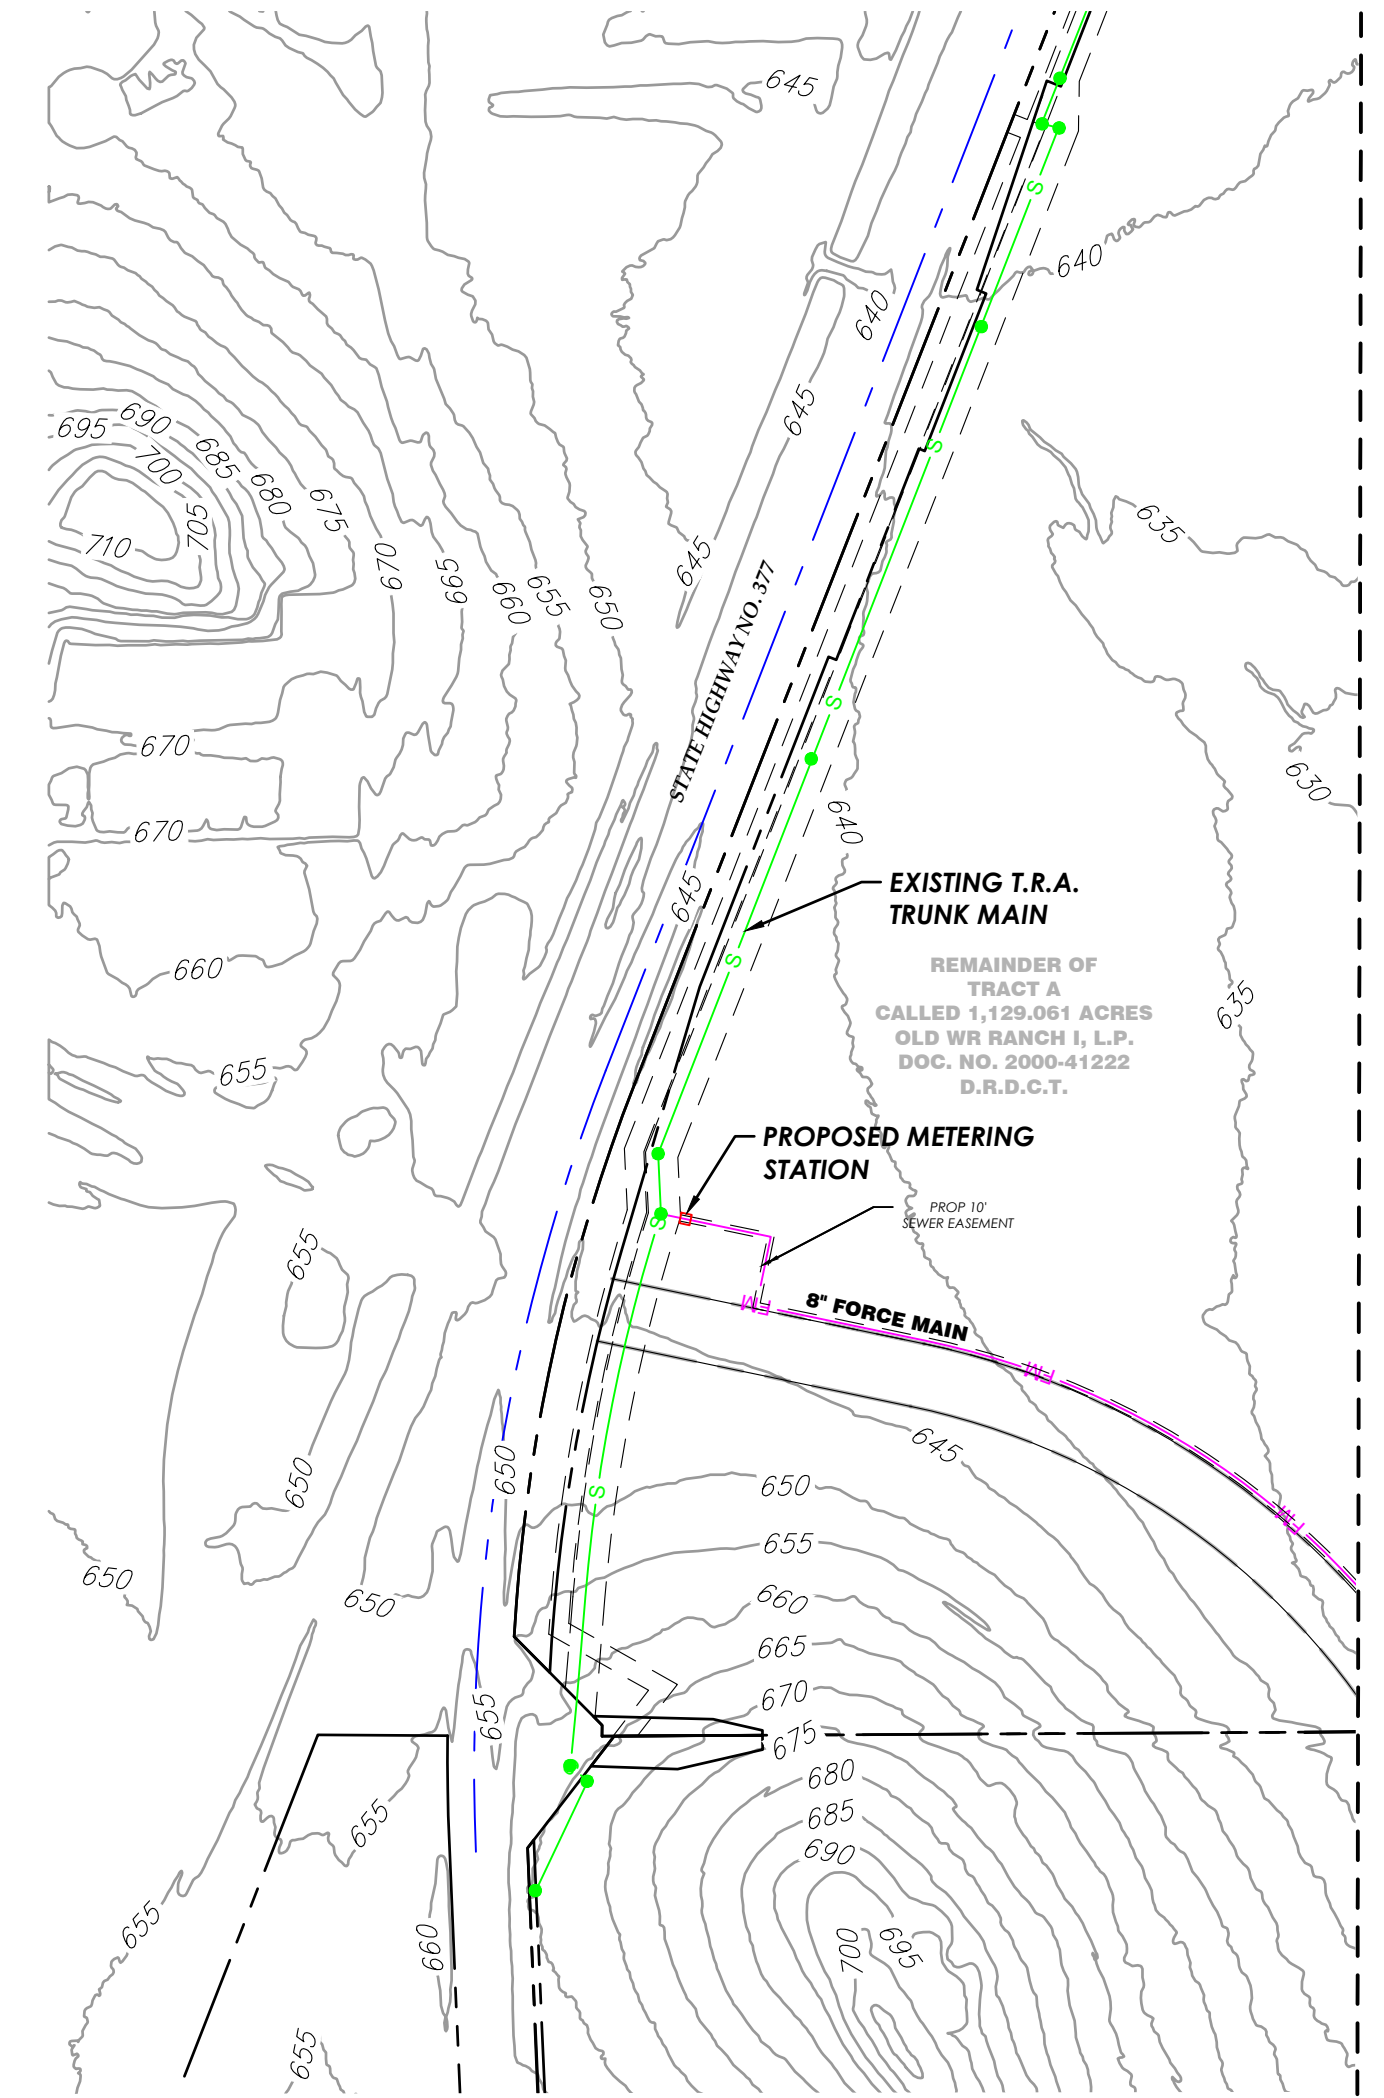 645
640
640
645
690
695
700
685
680
675
705
710
670
665
660
655
650
645
635
STATE HIGHWAY NO. 377
670
670
630
640
645
EXISTING T.R.A.
TRUNK MAIN
660
REMAINDER OF
TRACT A
CALLED 1,129.061 ACRES
OLD WR RANCH I, L.P.
DOC. NO. 2000-41222
D.R.D.C.T.
635
655
PROPOSED METERING
STATION
PROP 10'
SEWER EASEMENT
655
8" FORCE MAIN
FM
FM
FM
S
S
S
S
S
S
645
650
650
650
655
650
650
660
665
670
655
675
680
685
690
655
655
660
700
695
655